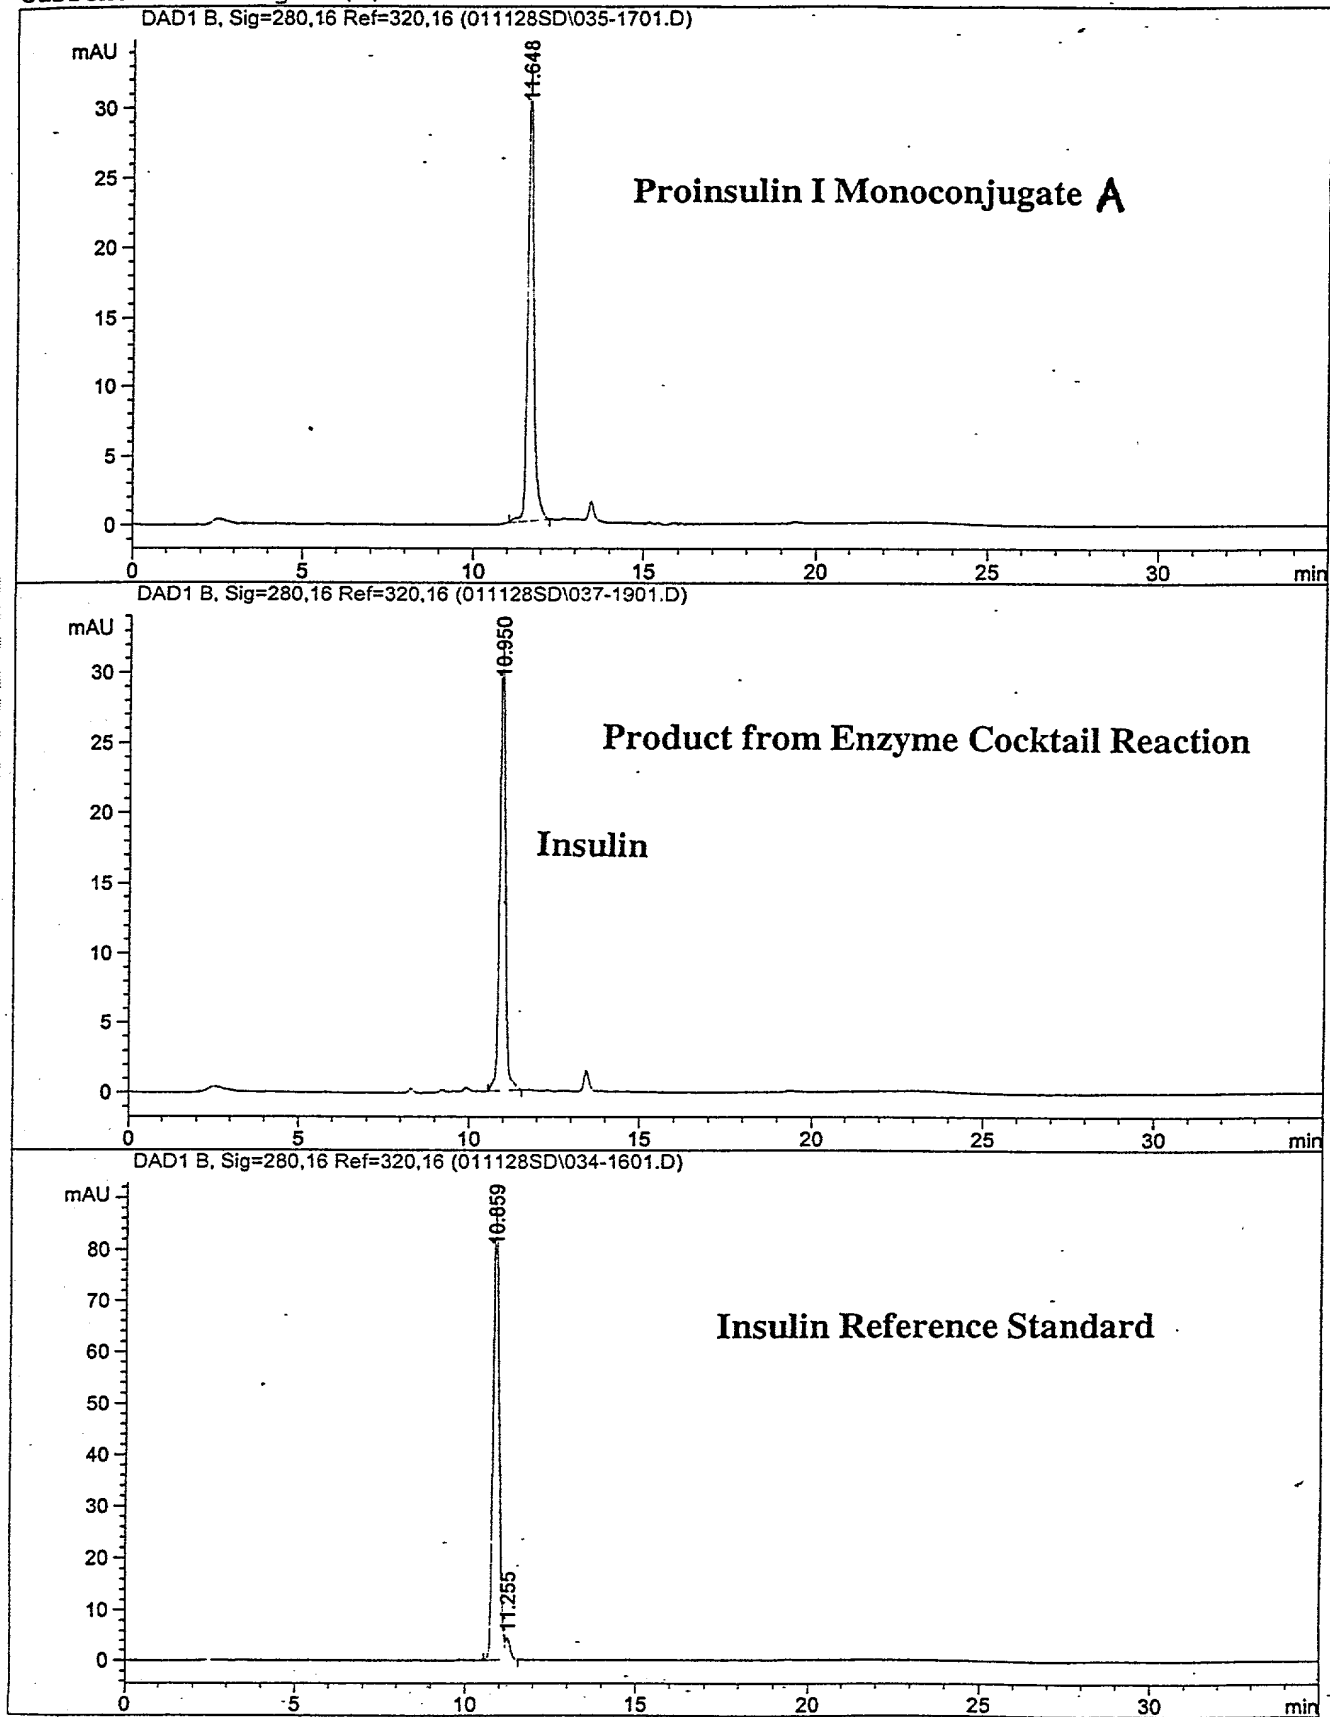 DAD1 B, Sig=280,16 Ref=320,16 (011128SD\035-1701.D)
mAU
11.648
30
25
Proinsulin I Monoconjugate A
20
15
10
5
0
0 5 10 15 20 25 30 min
DAD1 B, Sig=280,16 Ref=320,16 (011128SD\037-1901.D)
mAU
10.950
30
25
Product from Enzyme Cocktail Reaction
20
Insulin
15
10
5
0
0 5 10 15 20 25 30 min
DAD1 B, Sig=280,16 Ref=320,16 (011128SD\034-1601.D)
mAU
10.859
80
70
Insulin Reference Standard
60
50
40
30
20
11.255
10
0
0 5 10 15 20 25 30 min